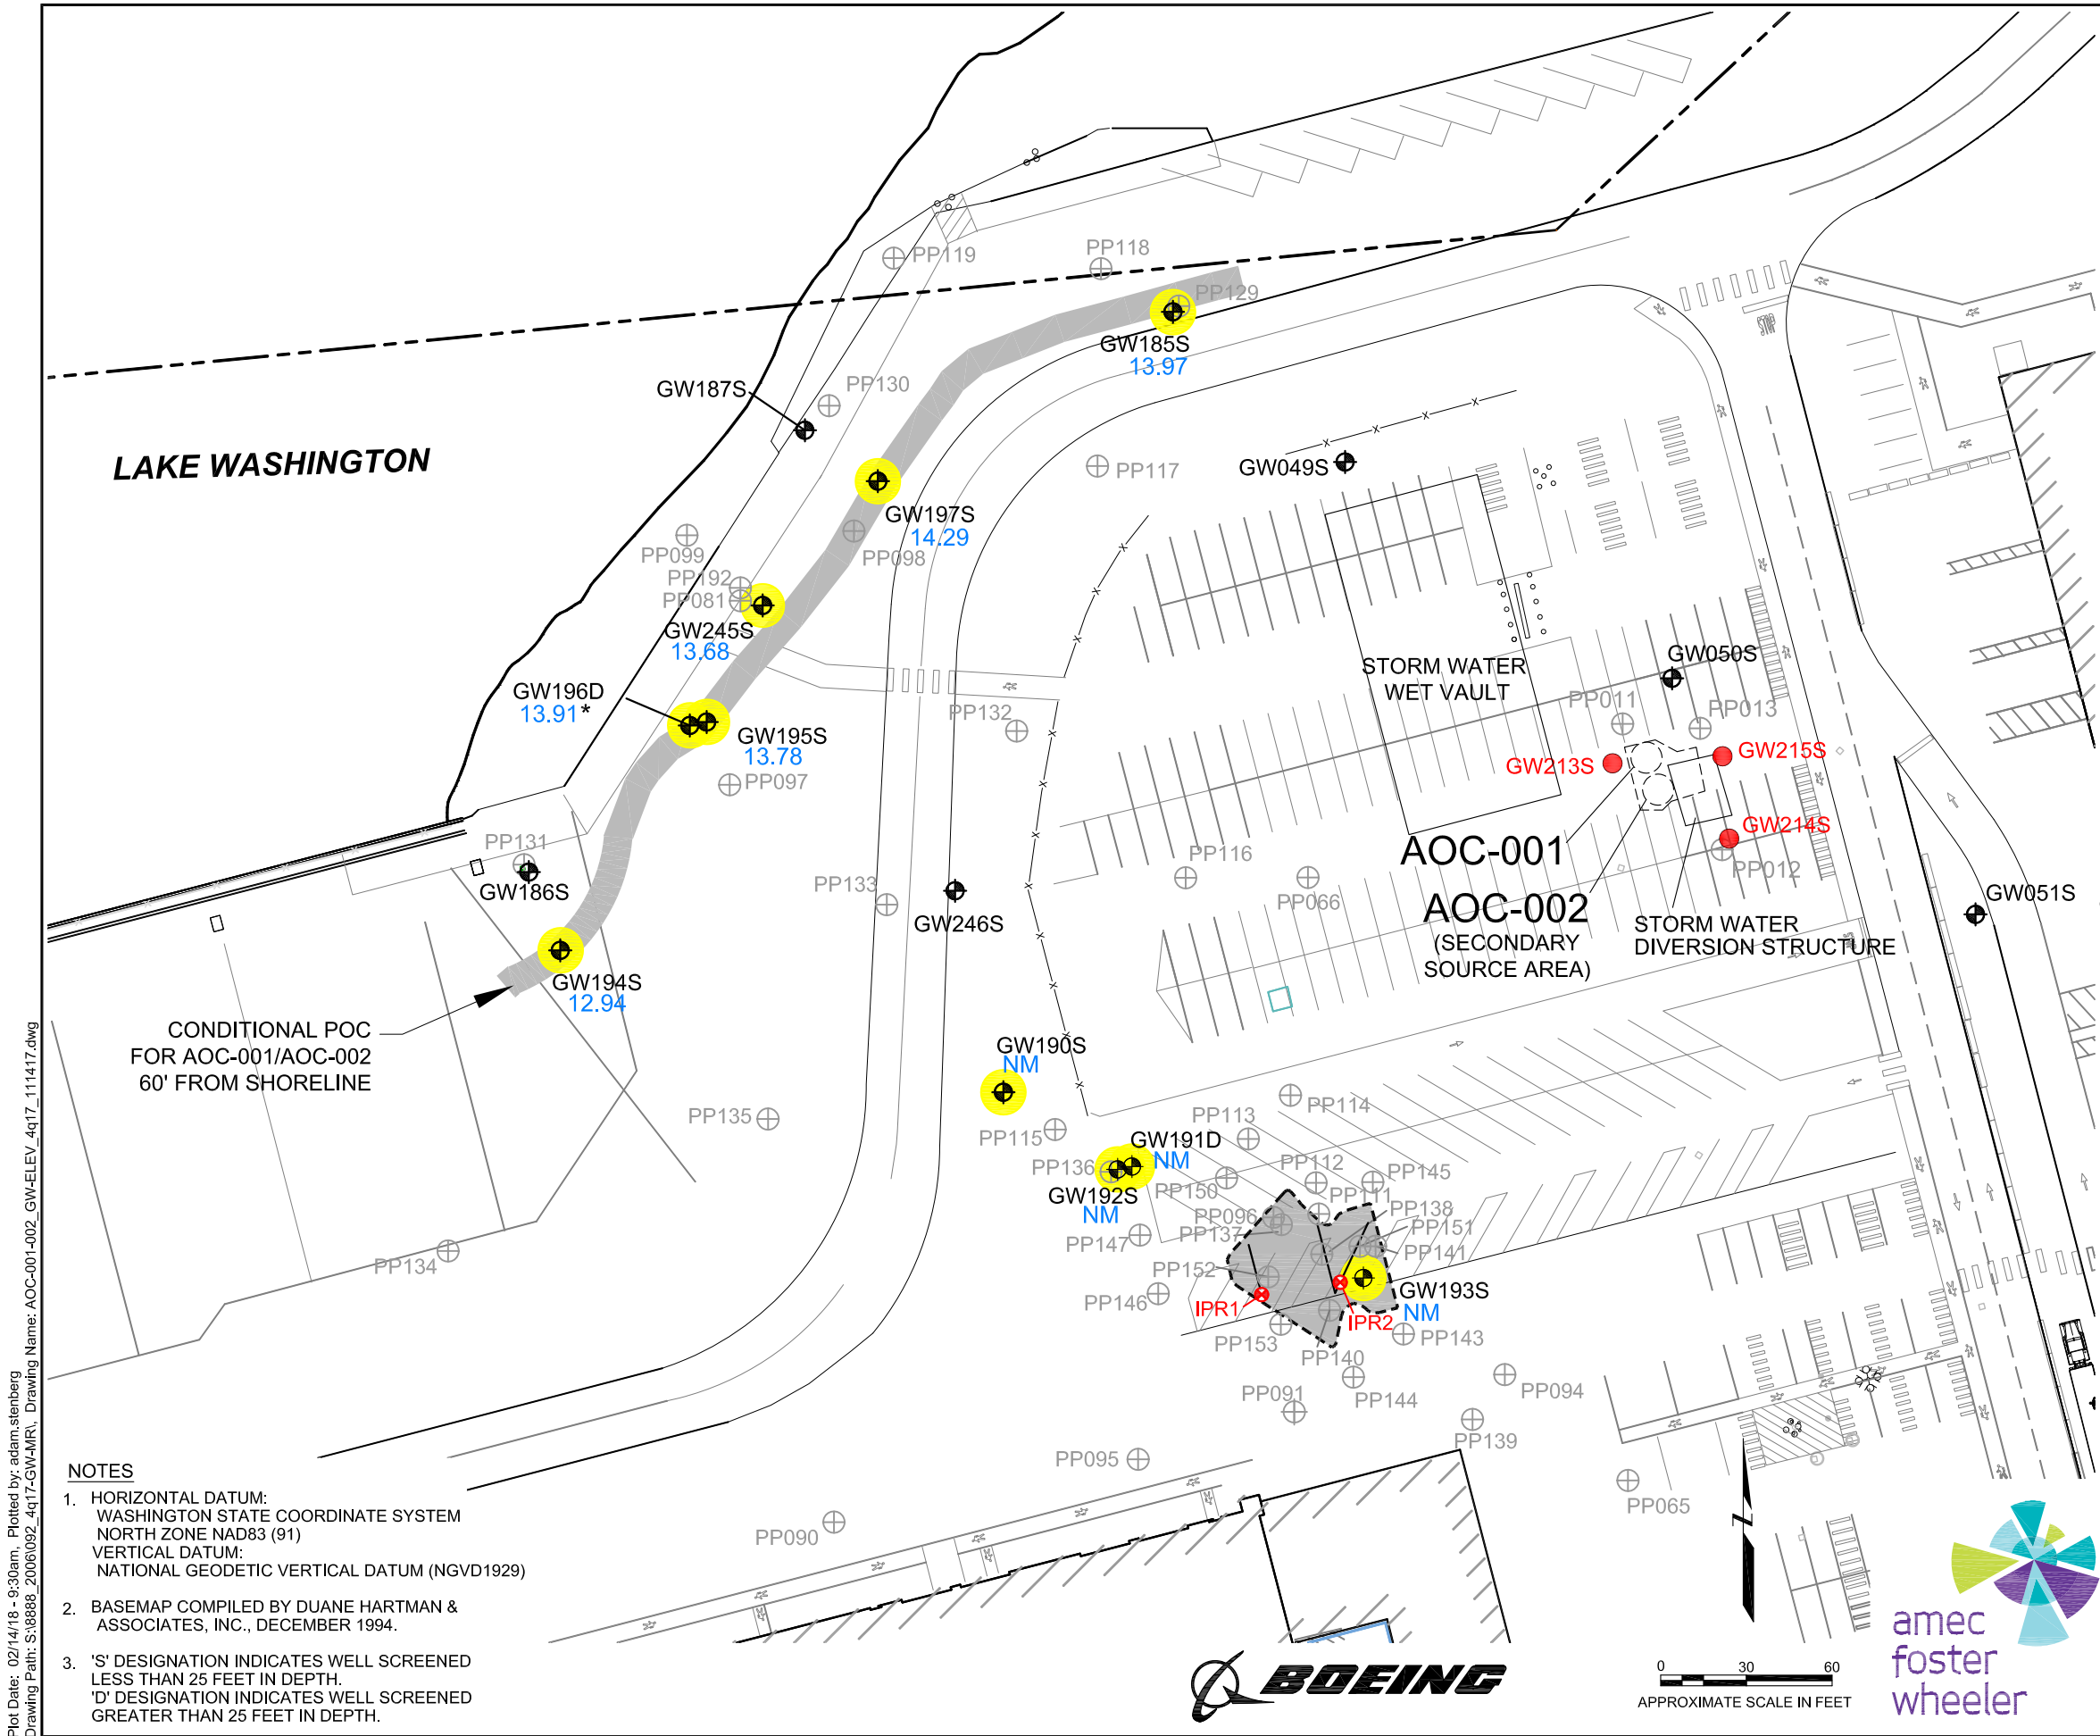 PP119
PP118
PP129
GW185S
13.97
GW187S
PP130
LAKE WASHINGTON
PP117
GW049S
GW197S
14.29
PP098
PP099
PP192
PP081
GW245S
13.68
STORM WATER
WET VAULT
GW050S
PP011
PP013
GW196D
13.91*
PP132
GW195S
13.78
PP097
GW213S
GW215S
GW214S
PP012
AOC-001
AOC-002
(SECONDARY
SOURCE AREA)
STORM WATER
DIVERSION STRUCTURE
GW051S
PP131
GW186S
PP133
GW246S
PP116
PP066
GW194S
12.94
CONDITIONAL POC
FOR AOC-001/AOC-002
60' FROM SHORELINE
GW190S
NM
PP135
PP115
PP113
PP114
GW191D
NM
PP136
GW192S
NM
PP150
PP112
PP145
PP111
PP138
PP096
PP151
PP137
PP141
PP147
PP134
PP152
PP146
IPR1
GW193S
NM
IPR2
PP143
PP153
PP140
PP144
PP091
PP094
PP139
PP095
PP065
PP090
NOTES
1. HORIZONTAL DATUM:
WASHINGTON STATE COORDINATE SYSTEM
NORTH ZONE NAD83 (91)
VERTICAL DATUM:
NATIONAL GEODETIC VERTICAL DATUM (NGVD1929)
2. BASEMAP COMPILED BY DUANE HARTMAN &
ASSOCIATES, INC., DECEMBER 1994.
3. 'S' DESIGNATION INDICATES WELL SCREENED
LESS THAN 25 FEET IN DEPTH.
'D' DESIGNATION INDICATES WELL SCREENED
GREATER THAN 25 FEET IN DEPTH.
BOEING
0 30 60
APPROXIMATE SCALE IN FEET
N
amec
foster
wheeler
Plot Date: 02/14/18 - 9:30am, Plotted by: adam.stenberg
Drawing Path: S:\8888_2006\092_4q17-GW-MR\, Drawing Name: AOC-001-002_GW-ELEV_4q17_111417.dwg